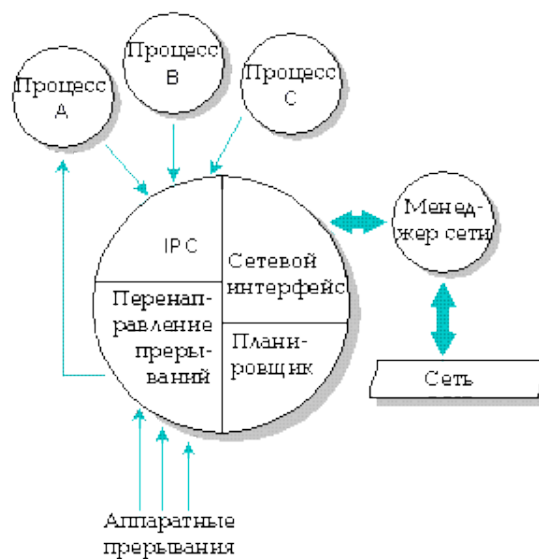 Процесс
A
Процесс
B
Процесс
C
IPC
Сетевой
интерфейс
Менед-
жер сети
Перенап-
равление
преры-
ваний
Плани-
ровщик
Сеть
Аппаратные
прерывания